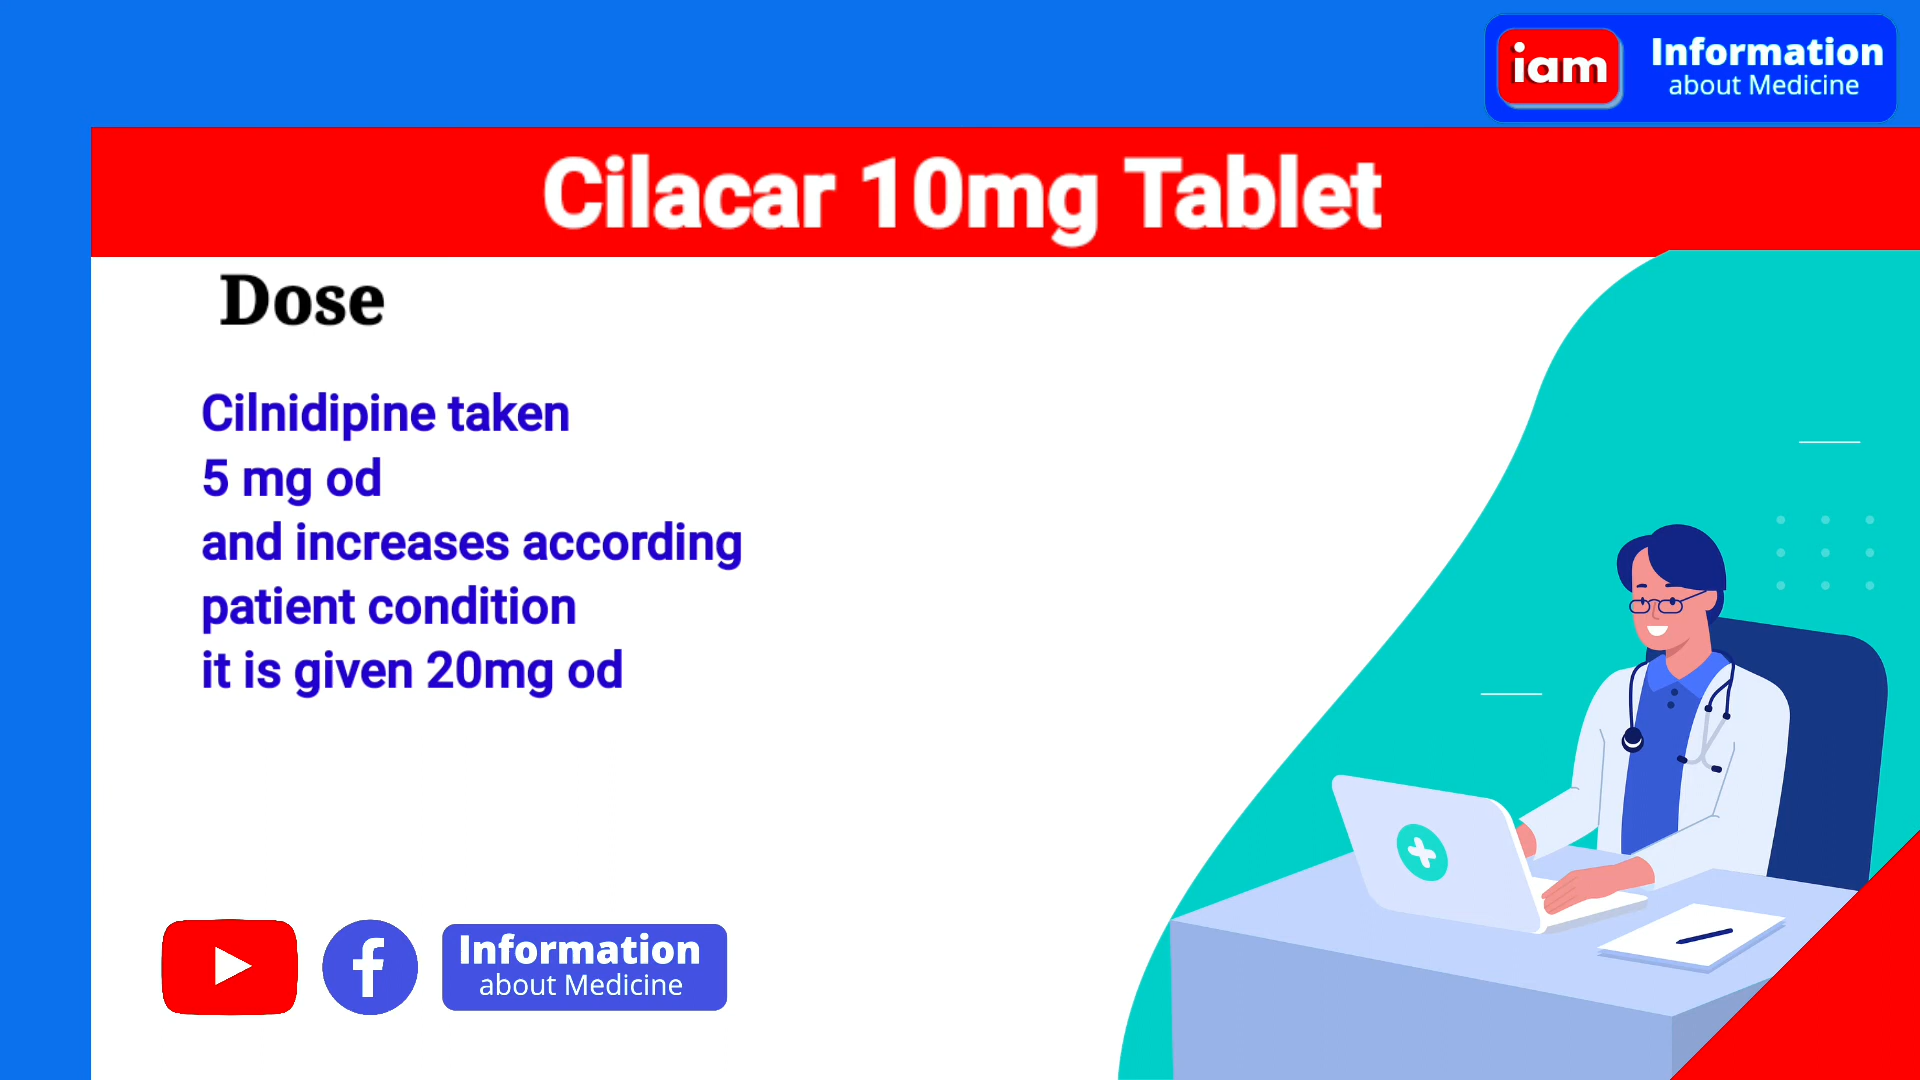 iam
Information
about Medicine
Cilacar 10mg Tablet
Dose
Cilnidipine taken
5 mg od
and increases according
patient condition
it is given 20mg od
Information
about Medicine